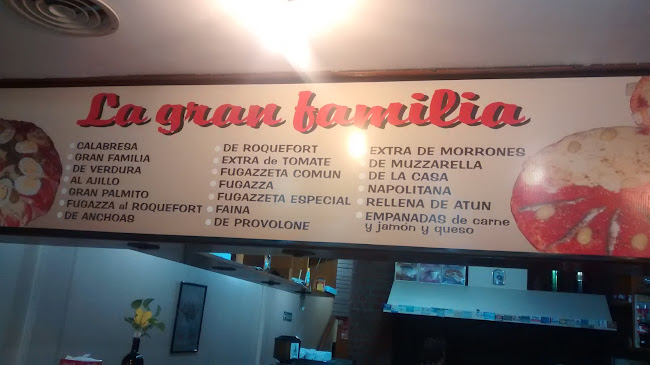 La gran familia
CALABRESA
GRAN FAMILIA
DE VERDURA
AL AJILLO
GRAN PALMITO
FUGAZZA al ROQUEFORT
DE ANCHOAS
DE ROQUEFORT
EXTRA de TOMATE
FUGAZZETA COMUN
FUGAZZA
FUGAZZETA ESPECIAL
FAINA
DE PROVOLONE
EXTRA DE MORRONES
DE MUZZARELLA
DE LA CASA
NAPOLITANA
RELLENA DE ATUN
EMPANADAS de carne
y jamón y queso